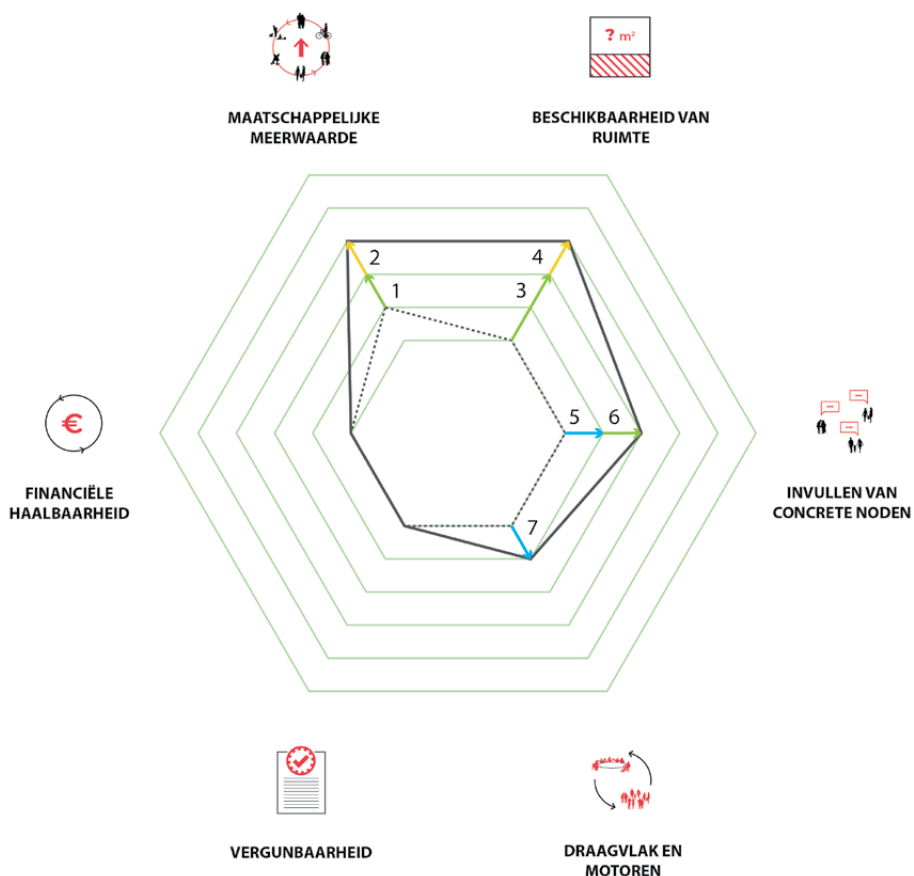 ? m²
MAATSCHAPPELIJKE
MEERWAARDE
BESCHIKBAARHEID VAN
RUIMTE
2
4
1
3
€
FINANCIËLE
HAALBAARHEID
5
6
INVULLEN VAN
CONCRETE NODEN
7
VERGUNBAARHEID
DRAAGVLAK EN
MOTOREN